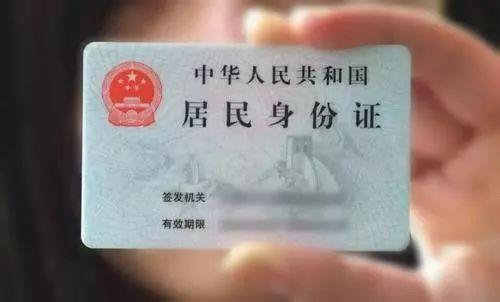 中华人民共和国
居民身份证
签发机关
有效期限